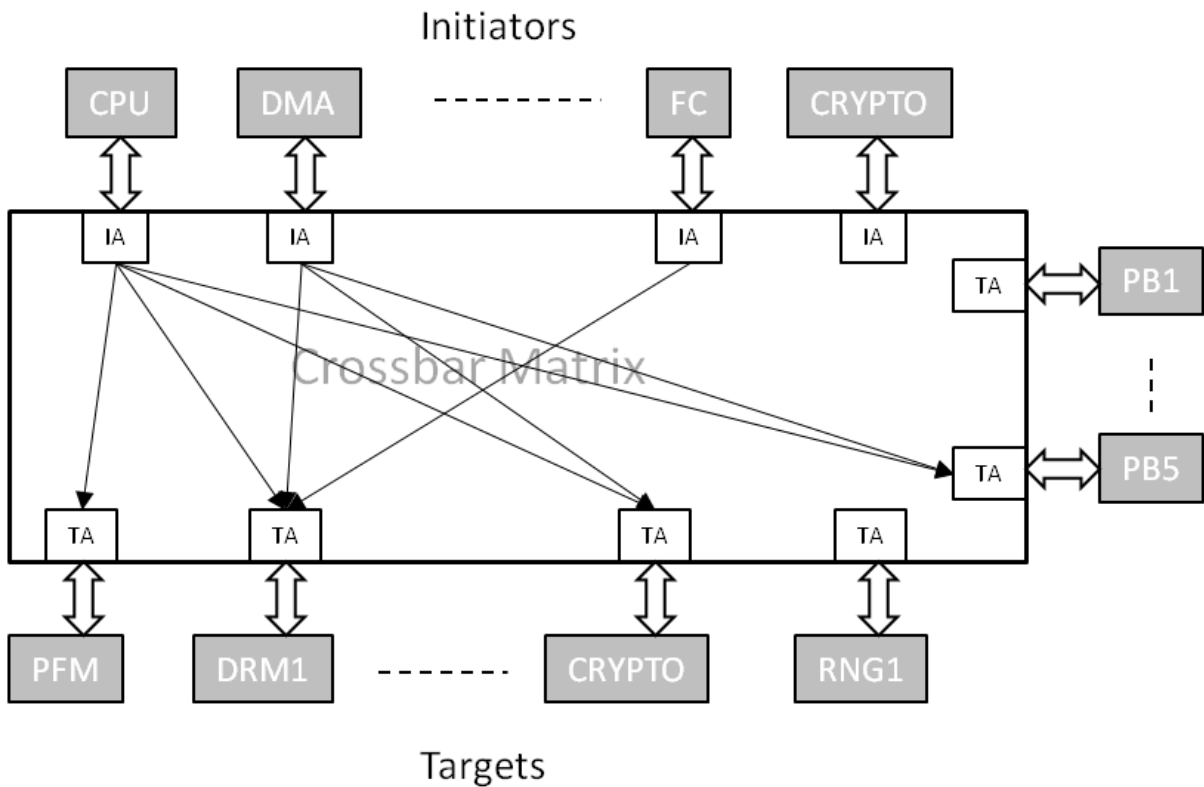 Initiators
CPU DMA FC CRYPTO
IA IA IA IA
TA PB1
Crossbar Matrix
TA PB5
TA TA TA TA
PFM DRM1 CRYPTO RNG1
Targets